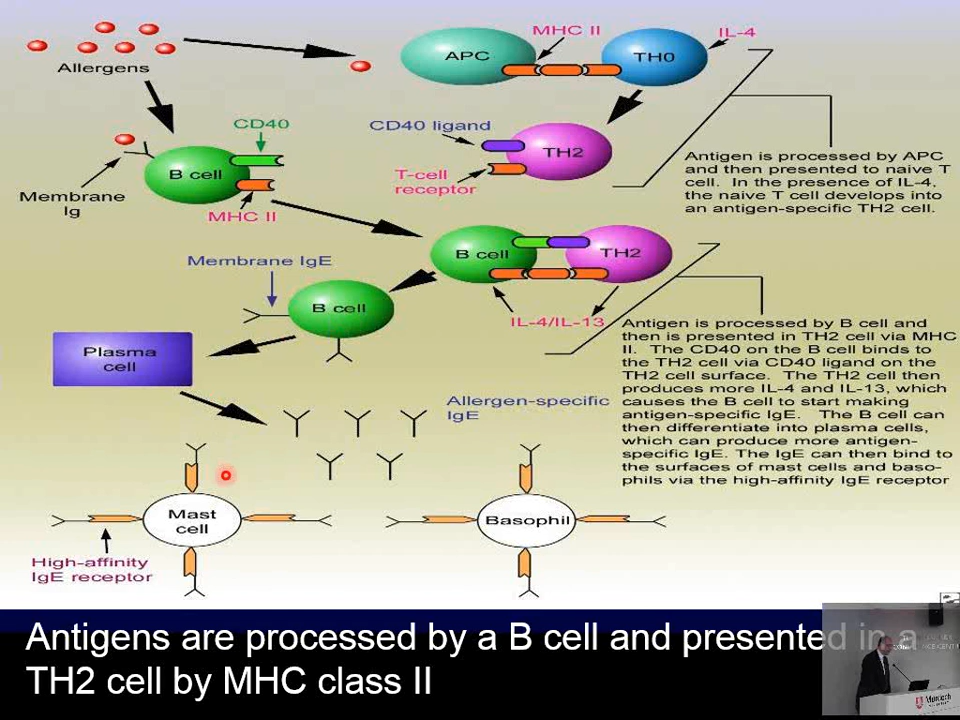 Allergens
APC
MHC II
TH0
IL-4
CD40
CD40 ligand
TH2
T-cell
receptor
B cell
Membrane
Ig
MHC II
Antigen is processed by APC
and then presented to naive T
cell. In the presence of IL-4,
the naive T cell develops into
an antigen-specific TH2 cell.
B cell
TH2
Membrane IgE
B cell
IL-4/IL-13
Plasma
cell
Antigen is processed by B cell and
then is presented in TH2 cell via MHC
II. The CD40 on the B cell binds to
the TH2 cell via CD40 ligand on the
TH2 cell surface. The TH2 cell then
produces more IL-4 and IL-13, which
causes the B cell to start making
antigen-specific IgE. The B cell can
then differentiate into plasma cells,
which can produce more antigen-
specific IgE. The IgE can then bind to
the surfaces of mast cells and baso-
phils via the high-affinity IgE receptor
Allergen-specific
IgE
Mast
cell
Basophil
High-affinity
IgE receptor
Antigens are processed by a B cell and presented in a
TH2 cell by MHC class II
Murdoch